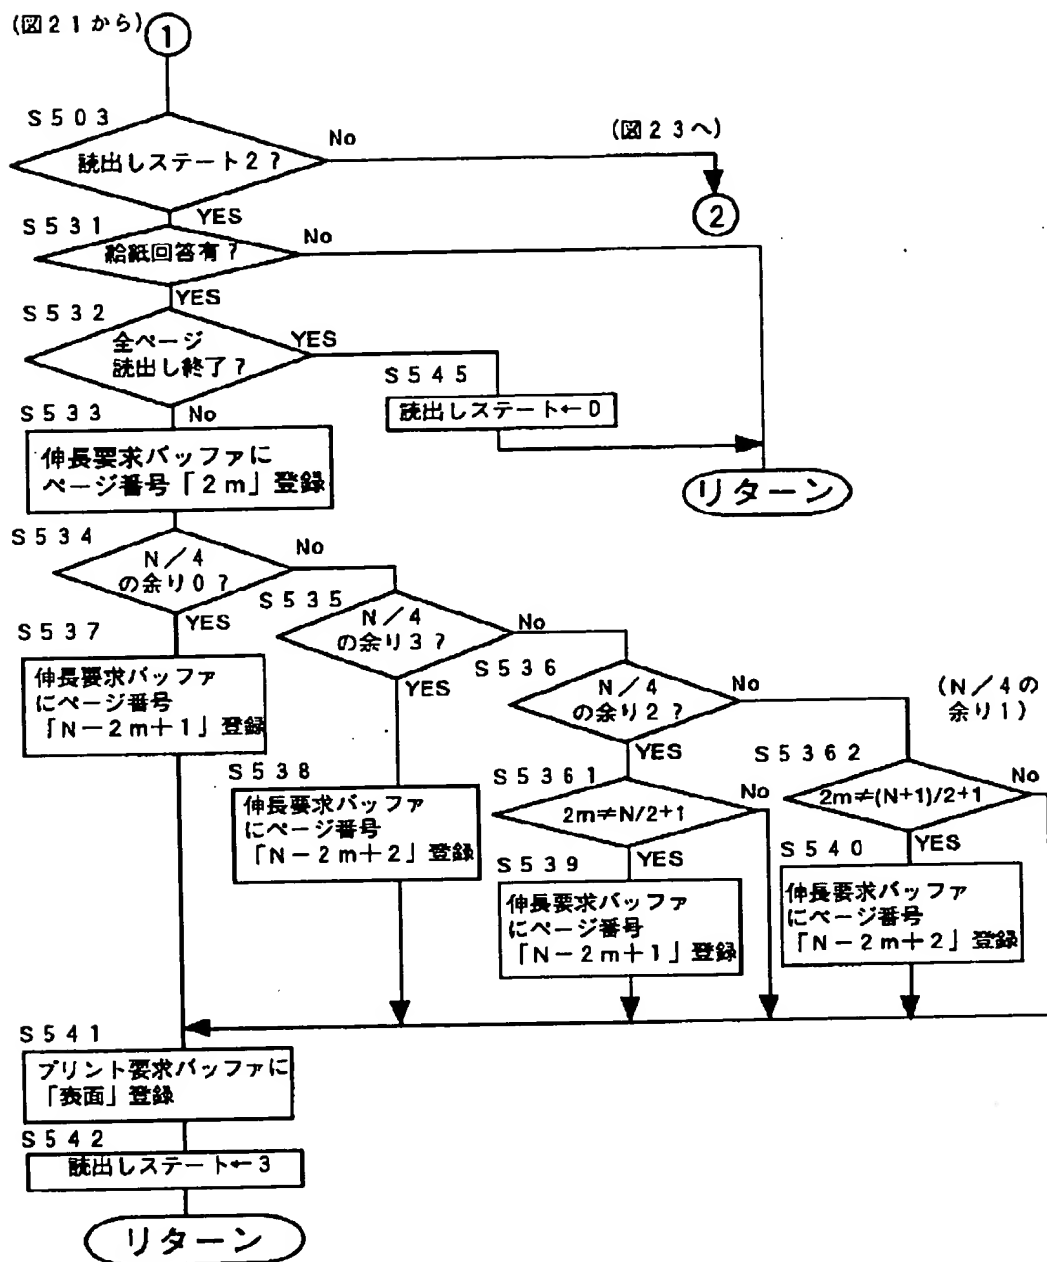 (図21から)
1
S503
読出しステート2?
No
(図23へ)
2
YES
S531
給紙回答有?
No
YES
S532
全ページ
読出し終了?
YES
S545
読出しステート←0
リターン
No
S533
伸長要求バッファに
ページ番号「2m」登録
S534
N/4
の余り0?
No
YES
S535
N/4
の余り3?
No
YES
S536
N/4
の余り2?
No
YES
(N/4の
余り1)
S537
伸長要求バッファ
にページ番号
「N-2m+1」登録
S538
伸長要求バッファ
にページ番号
「N-2m+2」登録
S5361
2m≠N/2+1
No
YES
S5362
2m≠(N+1)/2+1
No
YES
S539
伸長要求バッファ
にページ番号
「N-2m+1」登録
S540
伸長要求バッファ
にページ番号
「N-2m+2」登録
S541
プリント要求バッファに
「表面」登録
S542
読出しステート←3
リターン